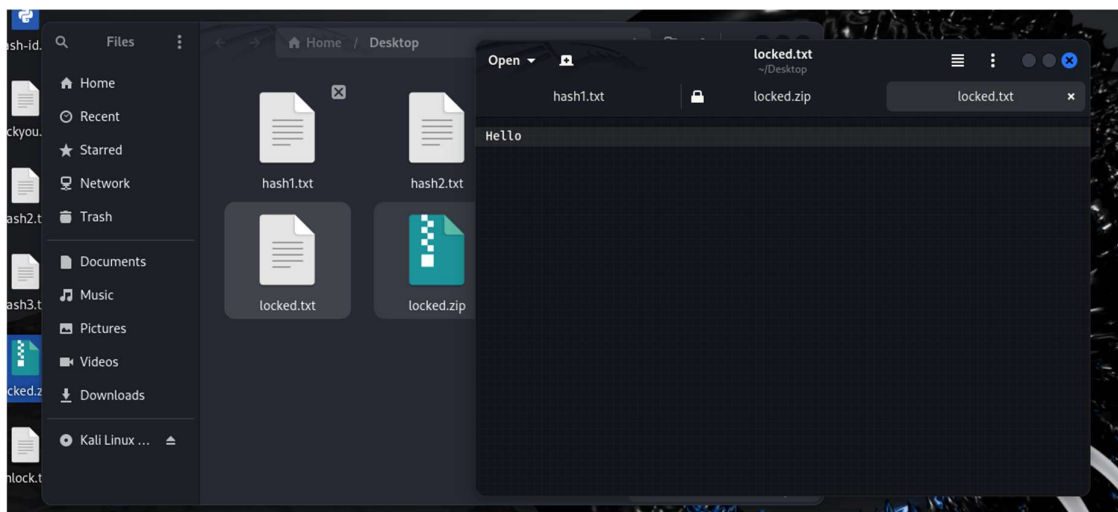 ash-id.
ckyou.
ash2.t
ash3.t
cked.z
nlock.t
Files
Home
Recent
Starred
Network
Trash
Documents
Music
Pictures
Videos
Downloads
Kali Linux ...
Home / Desktop
hash1.txt
hash2.txt
locked.txt
locked.zip
Open
locked.txt
~/Desktop
hash1.txt
locked.zip
locked.txt
Hello